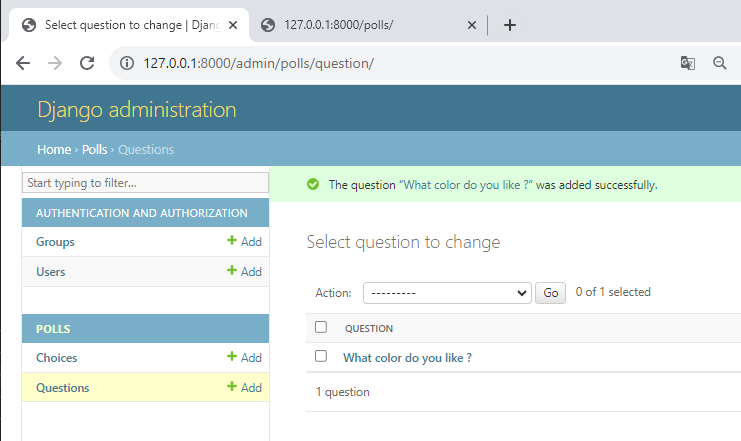 Select question to change | Djang
127.0.0.1:8000/polls/
127.0.0.1:8000/admin/polls/question/
Django administration
Home › Polls › Questions
Start typing to filter...
The question “What color do you like ?” was added successfully.
AUTHENTICATION AND AUTHORIZATION
Groups + Add
Users + Add
Select question to change
Action: --------- Go 0 of 1 selected
POLLS
QUESTION
Choices + Add
What color do you like ?
Questions + Add
1 question